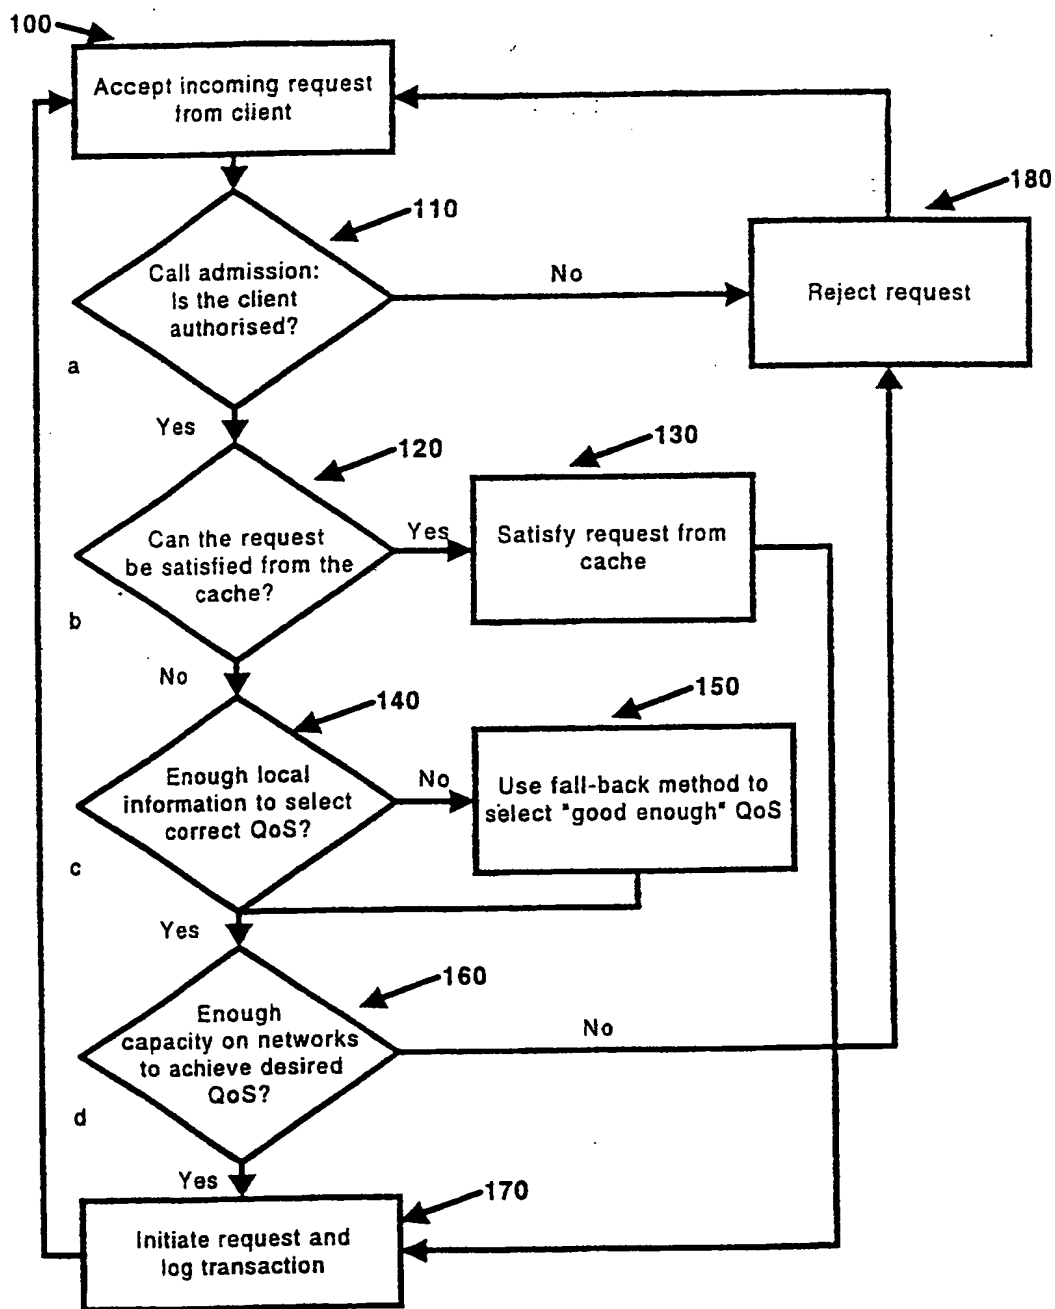 100
Accept incoming request
from client
110
180
Call admission:
Is the client
authorised?
No
Reject request
a
Yes
120
130
Can the request
be satisfied from the
cache?
Yes
Satisfy request from
cache
b
No
140
150
Enough local
information to select
correct QoS?
No
Use fall-back method to
select "good enough" QoS
c
Yes
160
Enough
capacity on networks
to achieve desired
QoS?
No
d
Yes
170
Initiate request and
log transaction